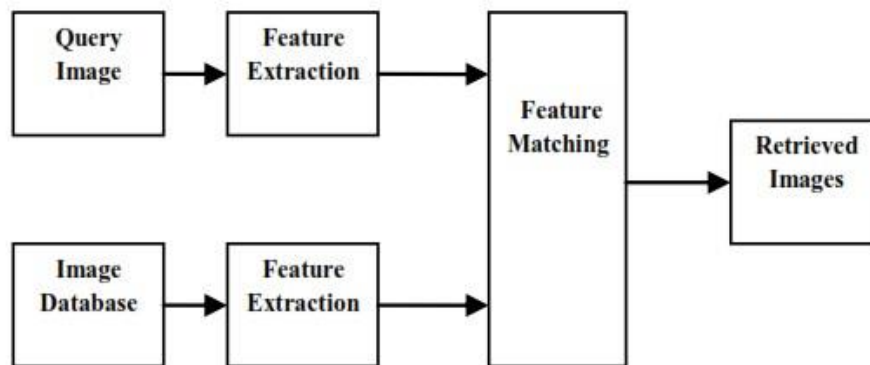 Query
Image
Feature
Extraction
Feature
Matching
Retrieved
Images
Image
Database
Feature
Extraction